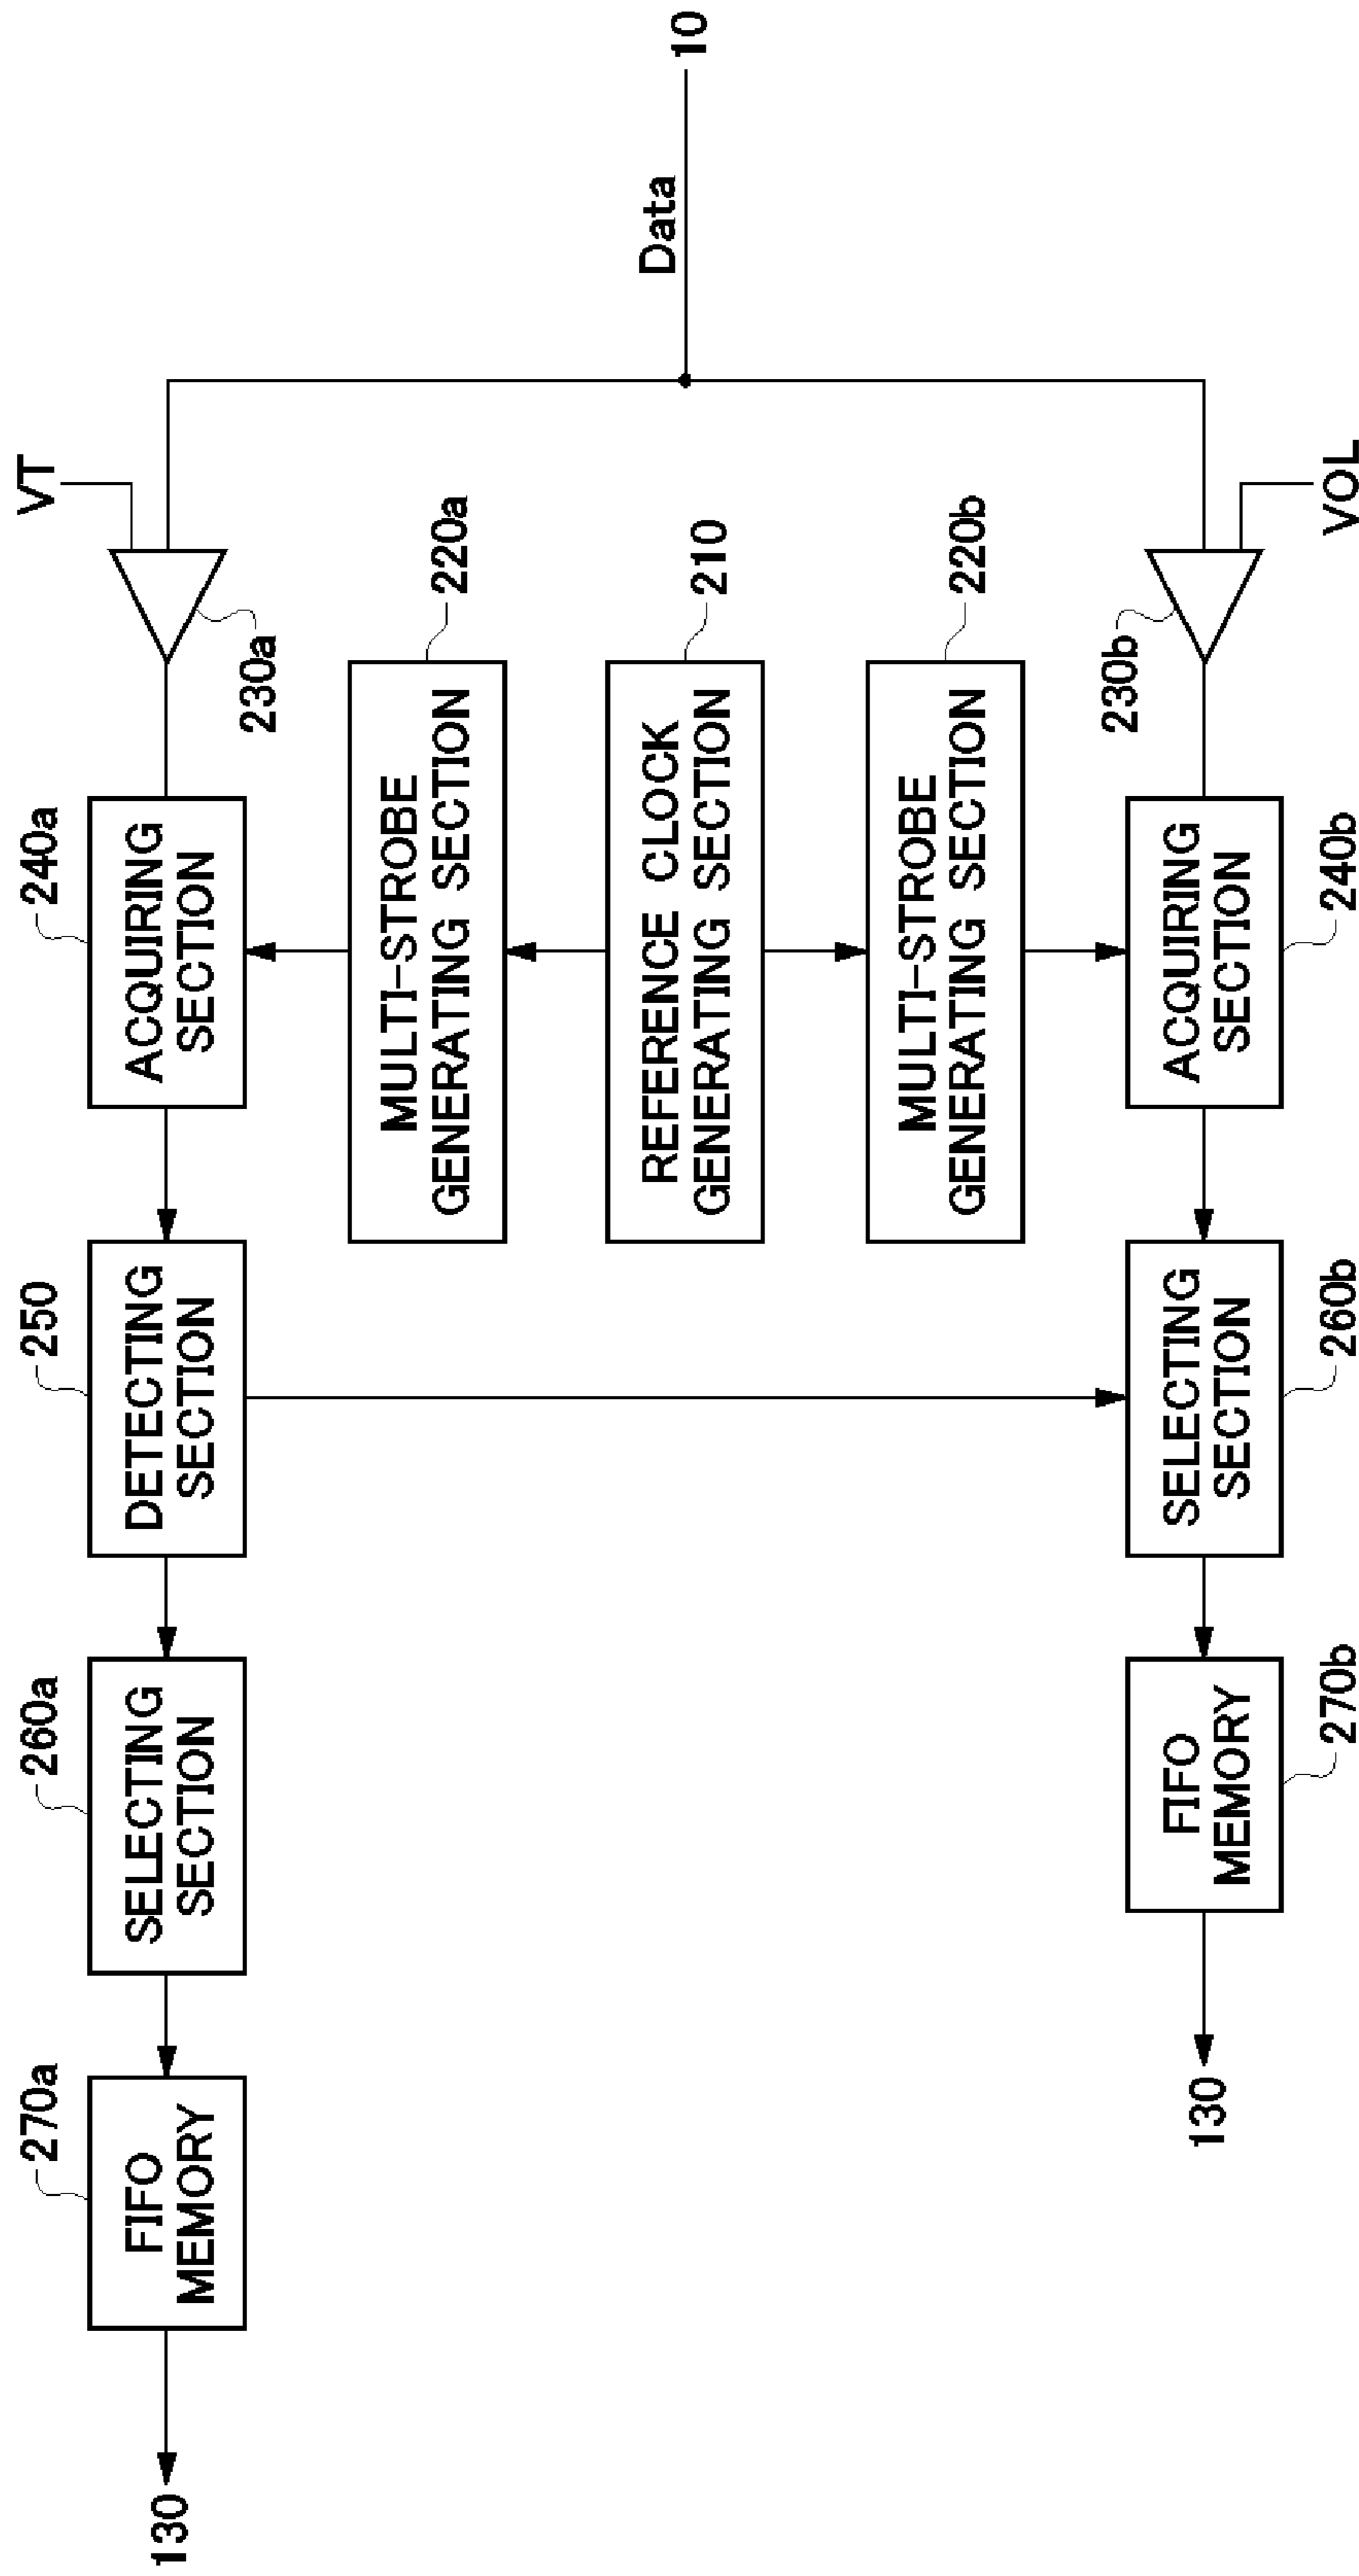 10
Data
VT
230a
240a
ACQUIRING
SECTION
250
DETECTING
SECTION
260a
SELECTING
SECTION
270a
FIFO
MEMORY
130
220a
MULTI-STROBE
GENERATING SECTION
210
REFERENCE CLOCK
GENERATING SECTION
220b
MULTI-STROBE
GENERATING SECTION
VOL
230b
240b
ACQUIRING
SECTION
260b
SELECTING
SECTION
270b
FIFO
MEMORY
130